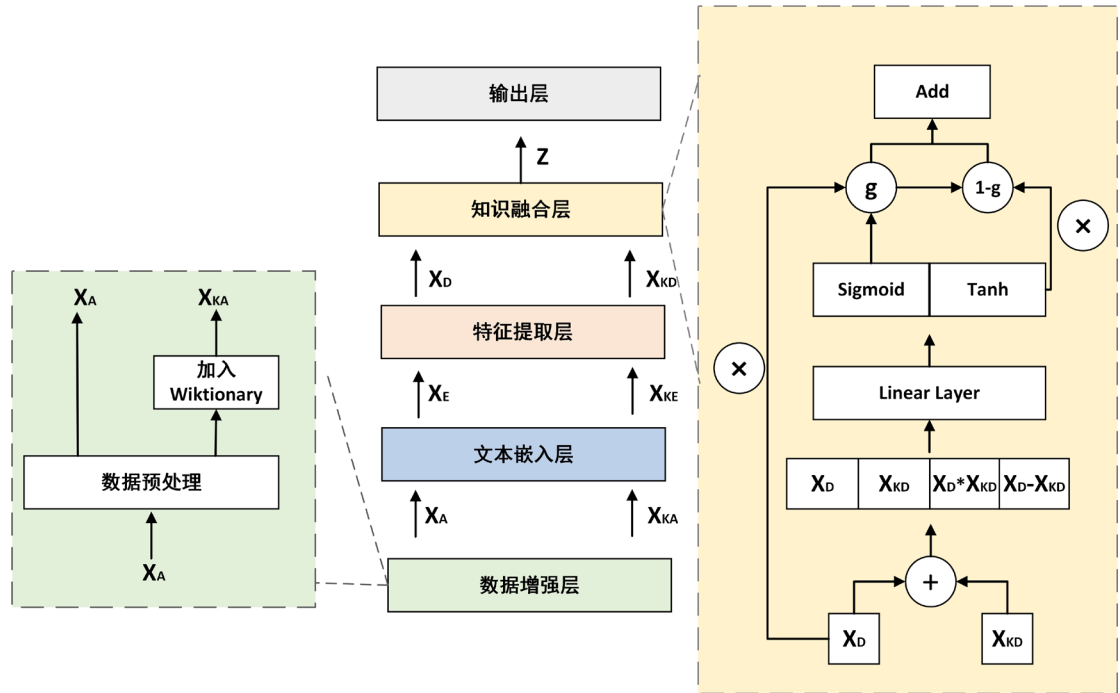 输出层
Z
知识融合层
XD
XKD
特征提取层
XE
XKE
文本嵌入层
XA
XKA
数据增强层
XA
XKA
加入
Wiktionary
数据预处理
XA
Add
g
1-g
×
Sigmoid
Tanh
×
Linear Layer
XD
XKD
XD*XKD
XD-XKD
+
XD
XKD